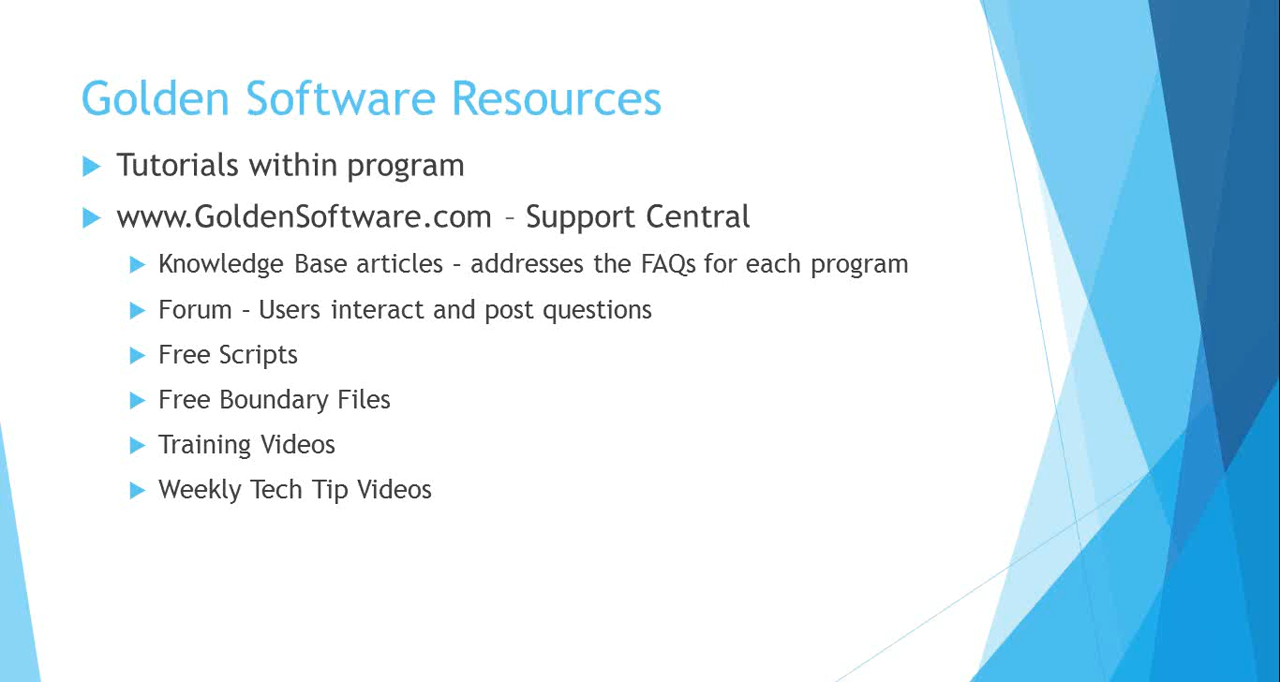 Golden Software Resources
Tutorials within program
www.GoldenSoftware.com – Support Central
Knowledge Base articles – addresses the FAQs for each program
Forum – Users interact and post questions
Free Scripts
Free Boundary Files
Training Videos
Weekly Tech Tip Videos